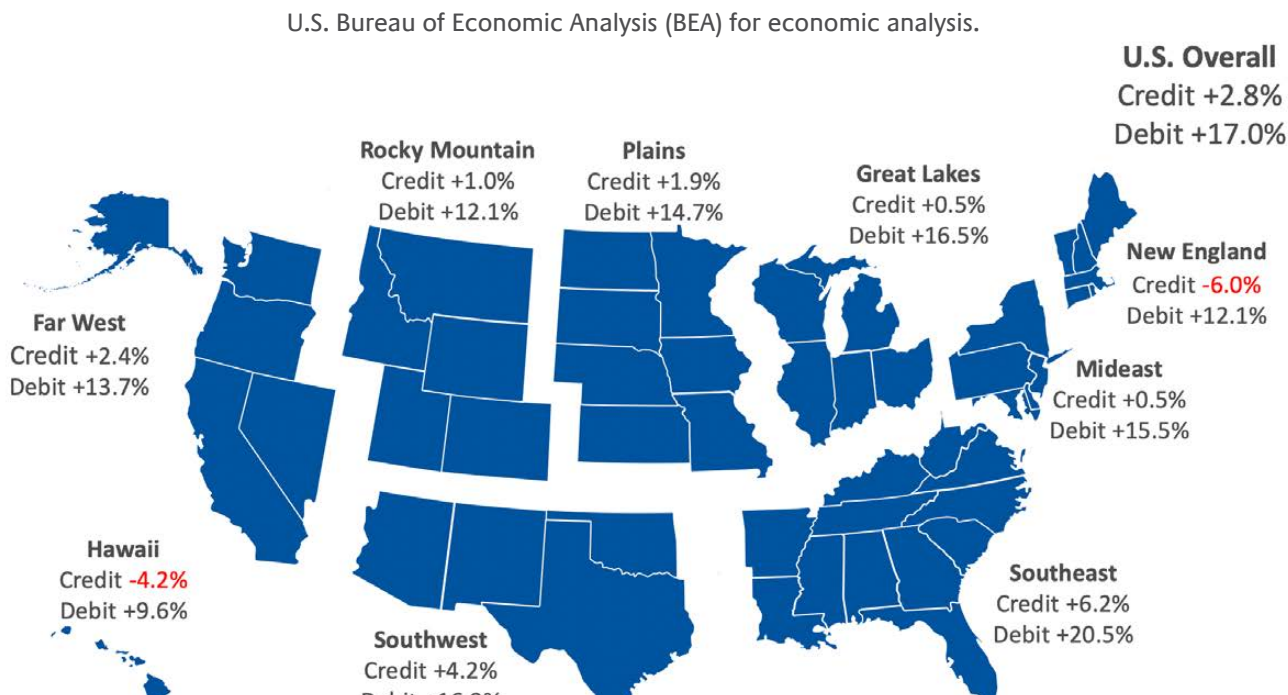 U.S. Bureau of Economic Analysis (BEA) for economic analysis.
U.S. Overall
Credit +2.8%
Debit +17.0%
Rocky Mountain
Credit +1.0%
Debit +12.1%
Plains
Credit +1.9%
Debit +14.7%
Great Lakes
Credit +0.5%
Debit +16.5%
New England
Credit -6.0%
Debit +12.1%
Far West
Credit +2.4%
Debit +13.7%
Mideast
Credit +0.5%
Debit +15.5%
Hawaii
Credit -4.2%
Debit +9.6%
Southeast
Credit +6.2%
Debit +20.5%
Southwest
Credit +4.2%